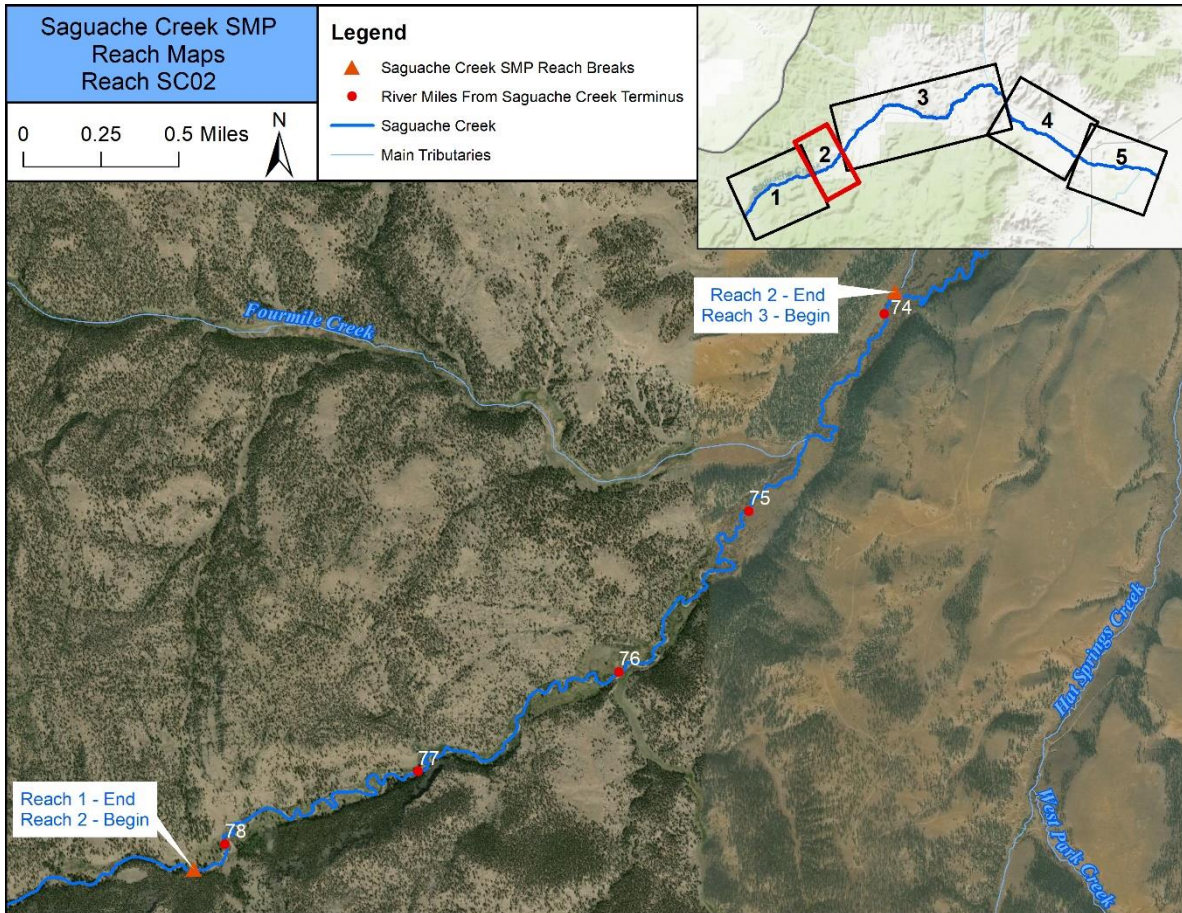 Saguache Creek SMP
Reach Maps
Reach SC02
0 0.25 0.5 Miles
N
Legend
Saguache Creek SMP Reach Breaks
River Miles From Saguache Creek Terminus
Saguache Creek
Main Tributaries
1
2
3
4
5
Fourmile Creek
Reach 2 - End
Reach 3 - Begin
74
75
76
77
78
Reach 1 - End
Reach 2 - Begin
Hat Springs Creek
West Park Creek